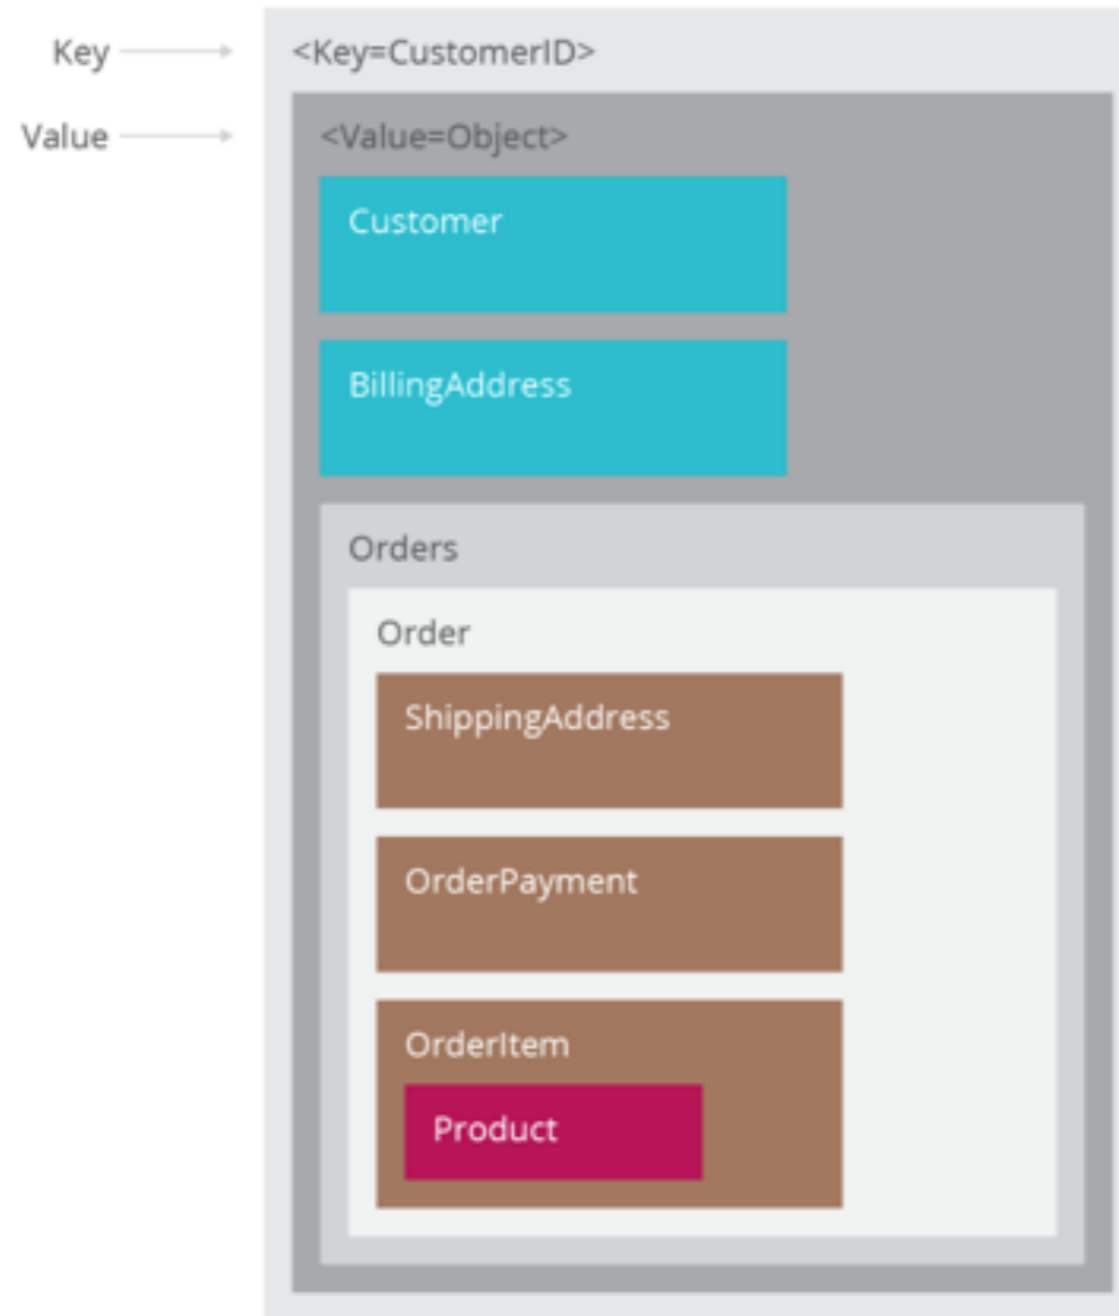 Key
<Key=CustomerID>
Value
<Value=Object>
Customer
BillingAddress
Orders
Order
ShippingAddress
OrderPayment
OrderItem
Product